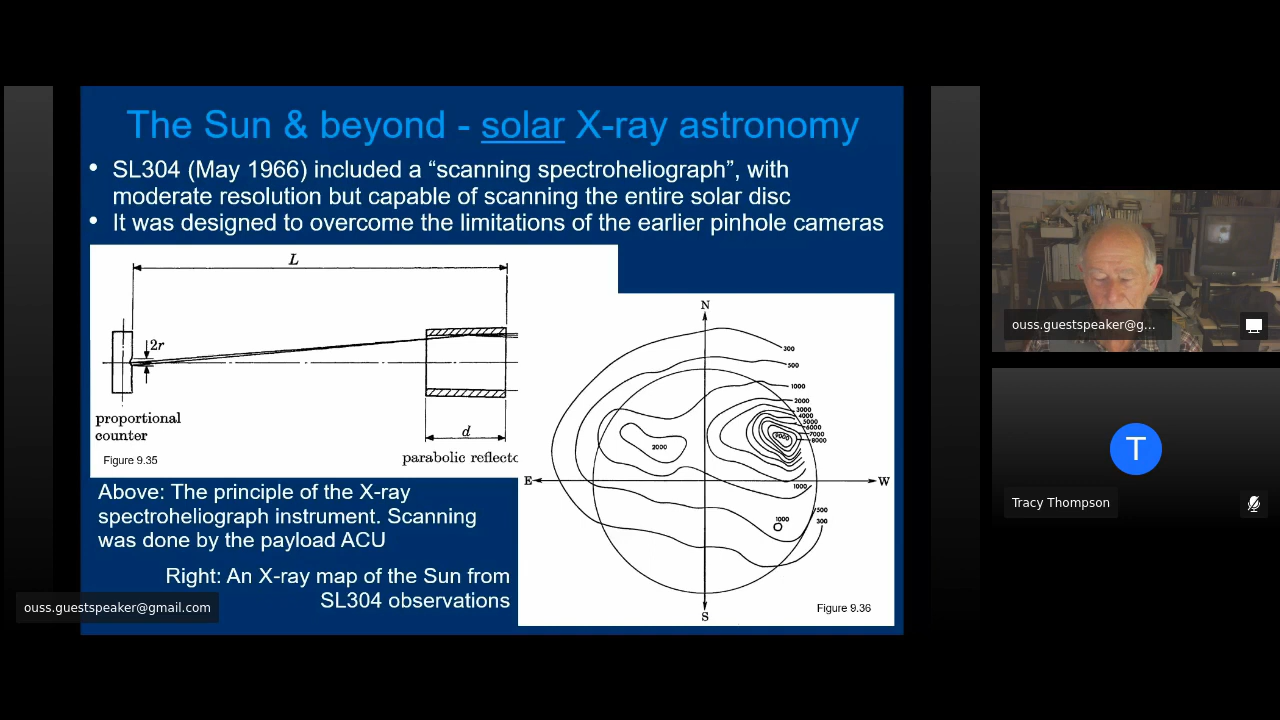 The Sun & beyond - solar X-ray astronomy
• SL304 (May 1966) included a “scanning spectroheliograph”, with
moderate resolution but capable of scanning the entire solar disc
• It was designed to overcome the limitations of the earlier pinhole cameras
L
2r
proportional
counter
d
Figure 9.35
parabolic reflecto
N
300
500
1000
2000
3000
4000
5000
6000
7000
8000
9000
2000
E
W
1000
1000
500
300
S
Figure 9.36
Above: The principle of the X-ray
spectroheliograph instrument. Scanning
was done by the payload ACU
Right: An X-ray map of the Sun from
SL304 observations
ouss.guestspeaker@gmail.com
ouss.guestspeaker@g...
T
Tracy Thompson